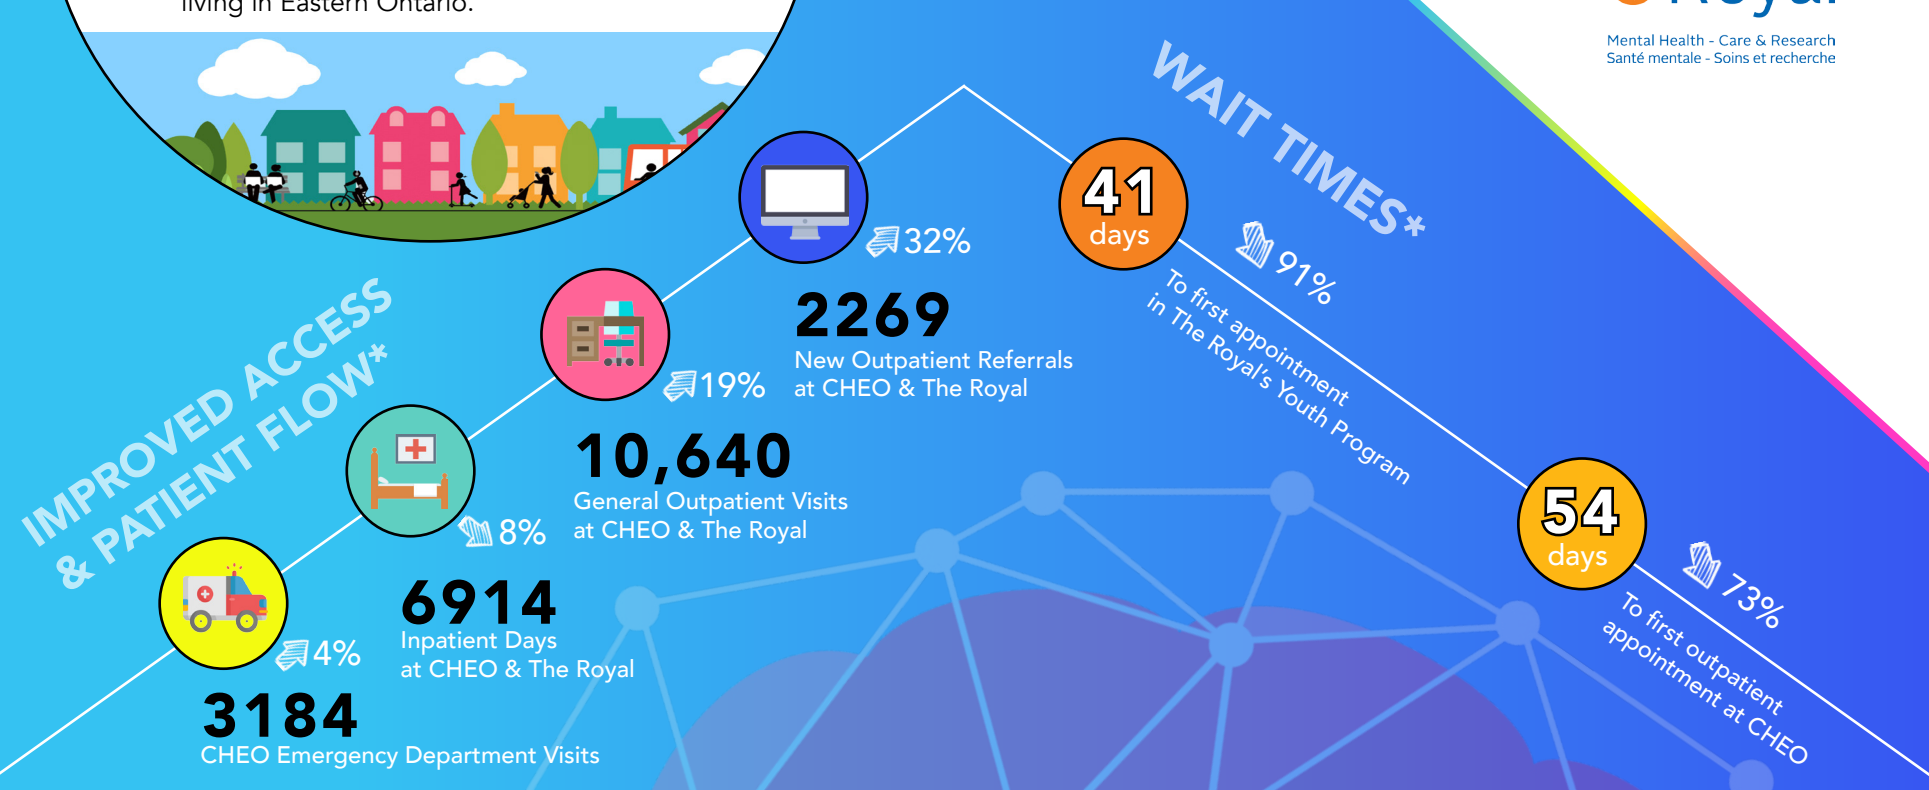 living in Eastern Ontario.
Royal
Mental Health - Care & Research
Santé mentale - Soins et recherche
IMPROVED ACCESS
& PATIENT FLOW*
4%
3184
CHEO Emergency Department Visits
8%
6914
Inpatient Days
at CHEO & The Royal
19%
10,640
General Outpatient Visits
at CHEO & The Royal
32%
2269
New Outpatient Referrals
at CHEO & The Royal
WAIT TIMES*
41
days
91%
To first appointment
in The Royal's Youth Program
54
days
73%
To first outpatient
appointment at CHEO